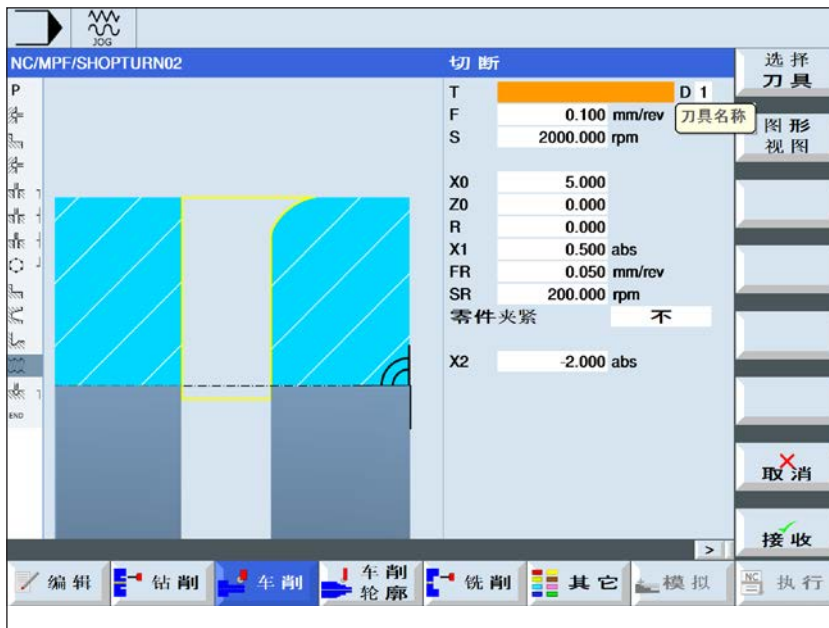 JOG
NC/MPF/SHOPTURN02
切断
选择
刀具
P
T D 1
F 0.100 mm/rev
刀具名称
S 2000.000 rpm
图形
视图
X0 5.000
Z0 0.000
R 0.000
X1 0.500 abs
FR 0.050 mm/rev
SR 200.000 rpm
零件夹紧 不
X2 -2.000 abs
END
取消
接收
>
编辑
钻削
车削
车削
轮廓
铣削
其它
模拟
NC
执行